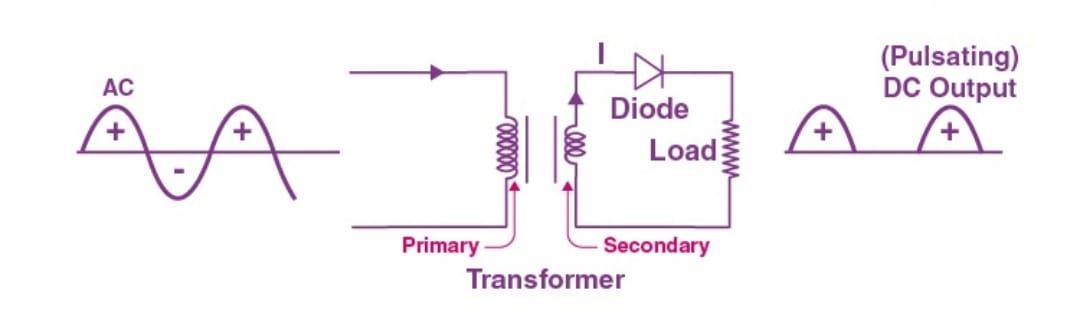 AC
+
+
-
I
Diode
Load
Primary
Secondary
Transformer
(Pulsating)
DC Output
+
+